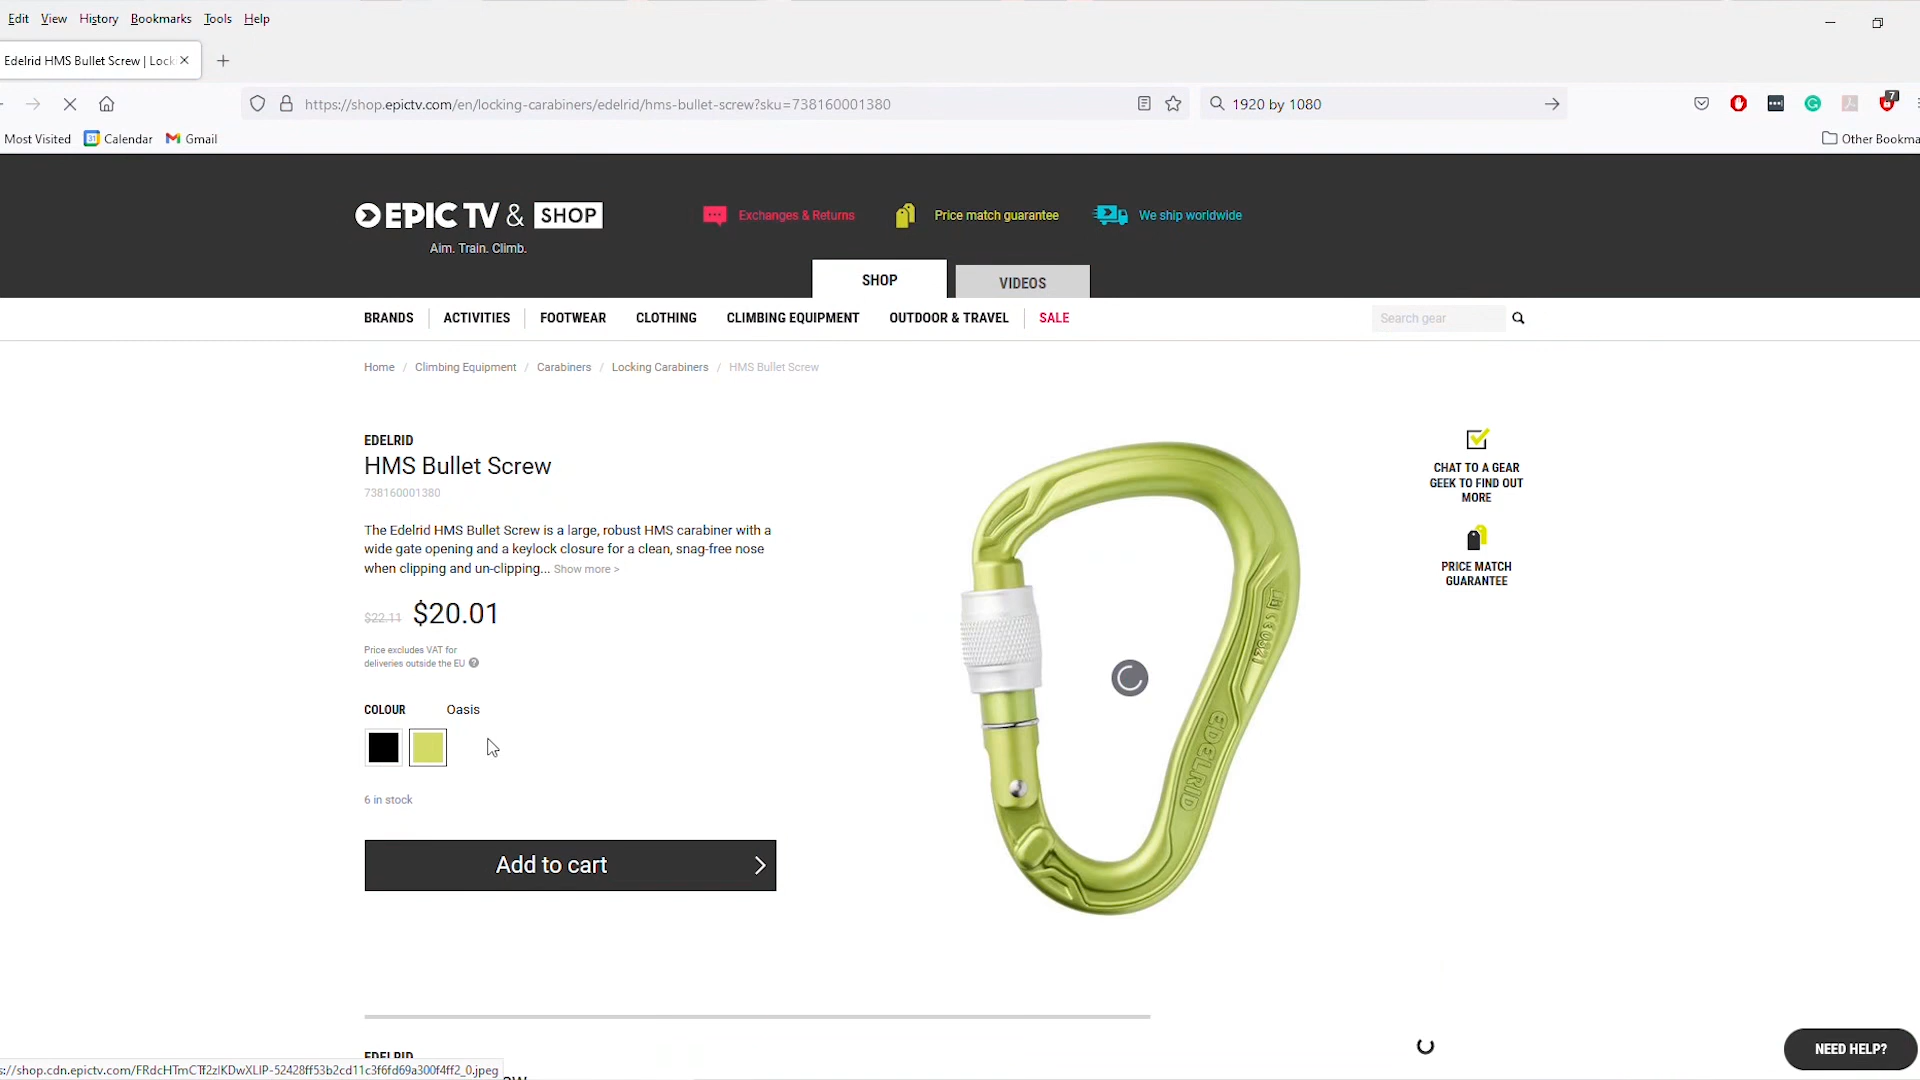 Edit View History Bookmarks Tools Help
Edelrid HMS Bullet Screw | Lock
https://shop.epictv.com/en/locking-carabiners/edelrid/hms-bullet-screw?sku=738160001380
1920 by 1080
7
Most Visited 31 Calendar Gmail
Other Bookma
EPIC TV & SHOP
Aim. Train. Climb.
Exchanges & Returns
Price match guarantee
We ship worldwide
SHOP
VIDEOS
BRANDS ACTIVITIES FOOTWEAR CLOTHING CLIMBING EQUIPMENT OUTDOOR & TRAVEL SALE
Search gear
Home / Climbing Equipment / Carabiners / Locking Carabiners / HMS Bullet Screw
EDELRID
HMS Bullet Screw
738160001380
The Edelrid HMS Bullet Screw is a large, robust HMS carabiner with a
wide gate opening and a keylock closure for a clean, snag-free nose
when clipping and un-clipping... Show more >
$22.11 $20.01
Price excludes VAT for
deliveries outside the EU ?
COLOUR Oasis
6 in stock
Add to cart
EDELRID
CHAT TO A GEAR
GEEK TO FIND OUT
MORE
PRICE MATCH
GUARANTEE
EDELRID
NEED HELP?